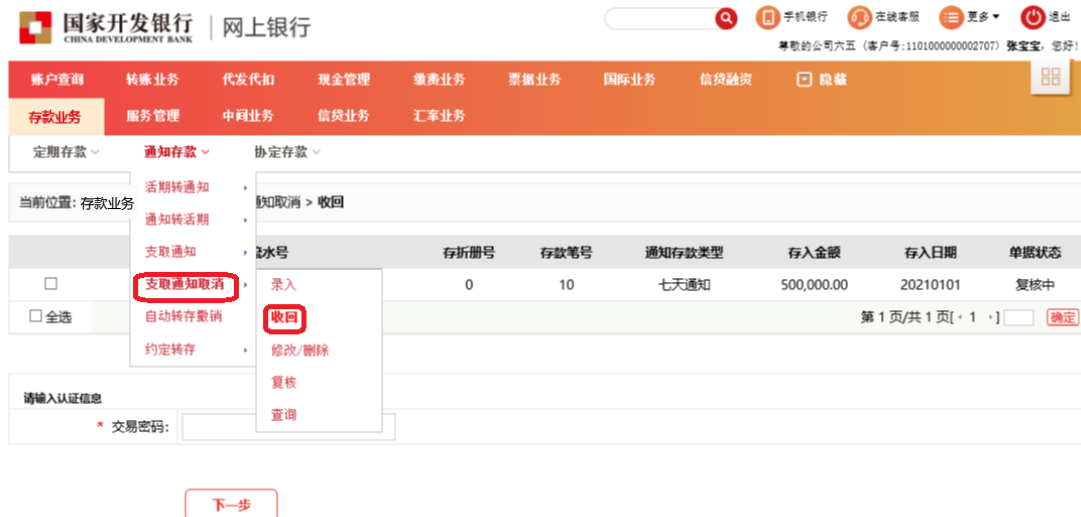 国家开发银行 网上银行
CHINA DEVELOPMENT BANK
手机银行 在线客服 更多 退出
尊敬的公司六五（客户号:1101000000002707）张宝宝，您好!
账户查询 转账业务 代发代扣 现金管理 缴费业务 票据业务 国际业务 信贷融资 隐藏
存款业务 服务管理 中间业务 信贷业务 汇率业务
定期存款 通知存款 协定存款
活期转通知
当前位置: 存款业务 通知取消 > 收回
通知转活期
支取通知 水号 存折册号 存款笔号 通知存款类型 存入金额 存入日期 单据状态
支取通知取消 录入 0 10 七天通知 500,000.00 20210101 复核中
全选 自动转存撤销 收回 第 1 页/共 1 页[ 1 ] 确定
约定转存 修改/删除
复核
请输入认证信息
查询
* 交易密码:
下一步